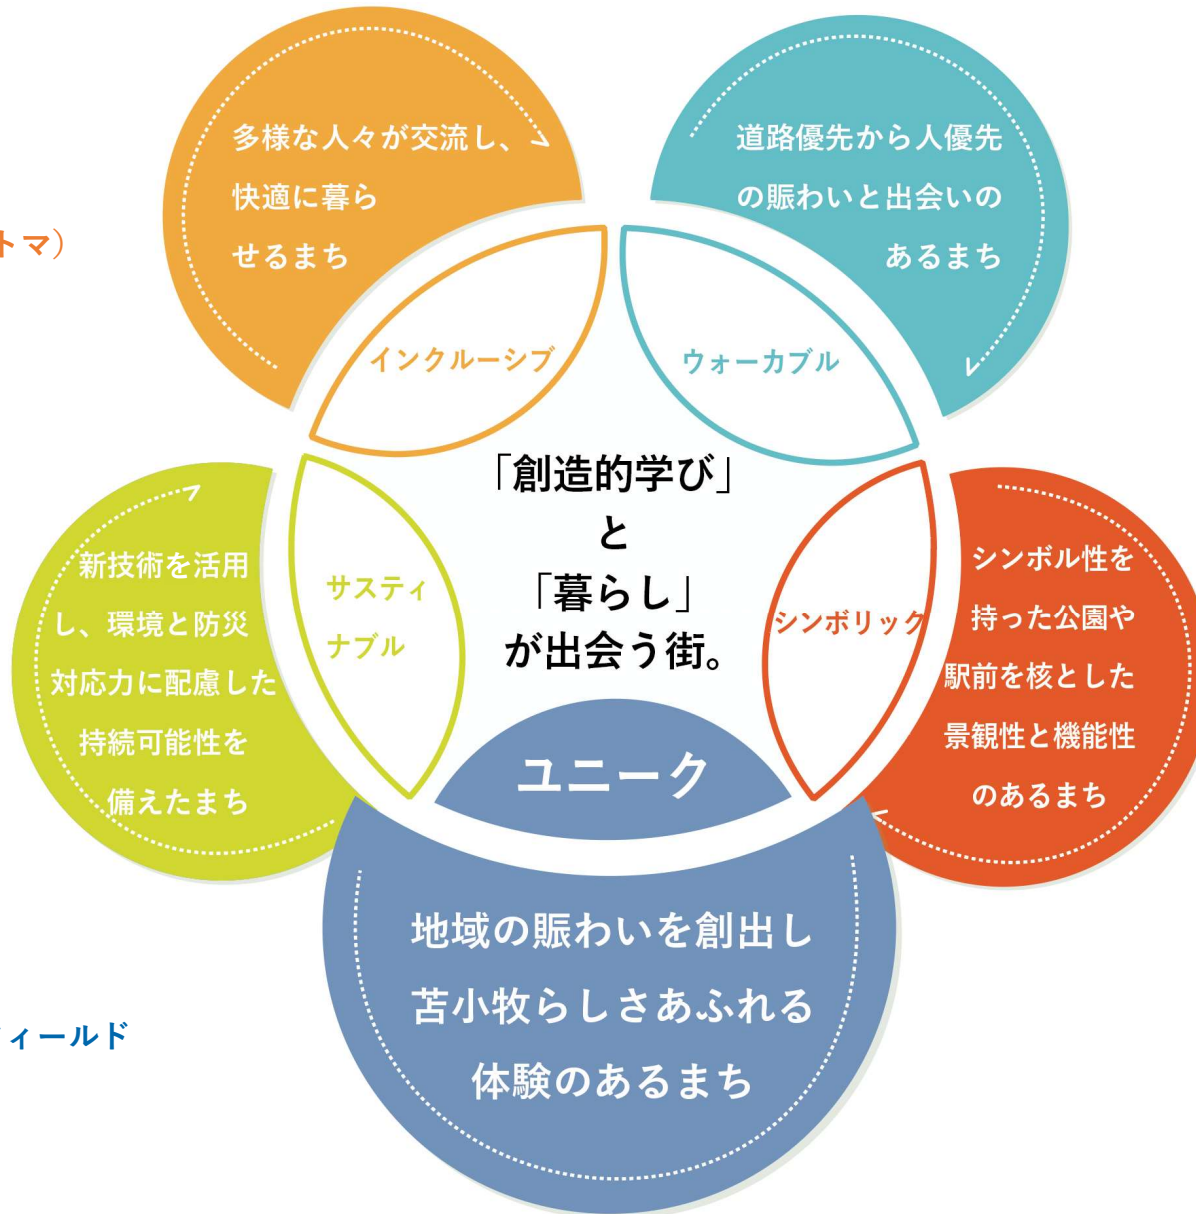 多様な人々が交流し、
快適に暮ら
せるまち
道路優先から人優先
の賑わいと出会いの
あるまち
トマ）
インクルーシブ
ウォーカブル
「創造的学び」
と
「暮らし」
が出会う街。
新技術を活用
し、環境と防災
対応力に配慮した
持続可能性を
備えたまち
サスティ
ナブル
シンボリック
シンボル性を
持った公園や
駅前を核とした
景観性と機能性
のあるまち
ユニーク
地域の賑わいを創出し
苫小牧らしさあふれる
体験のあるまち
ィールド